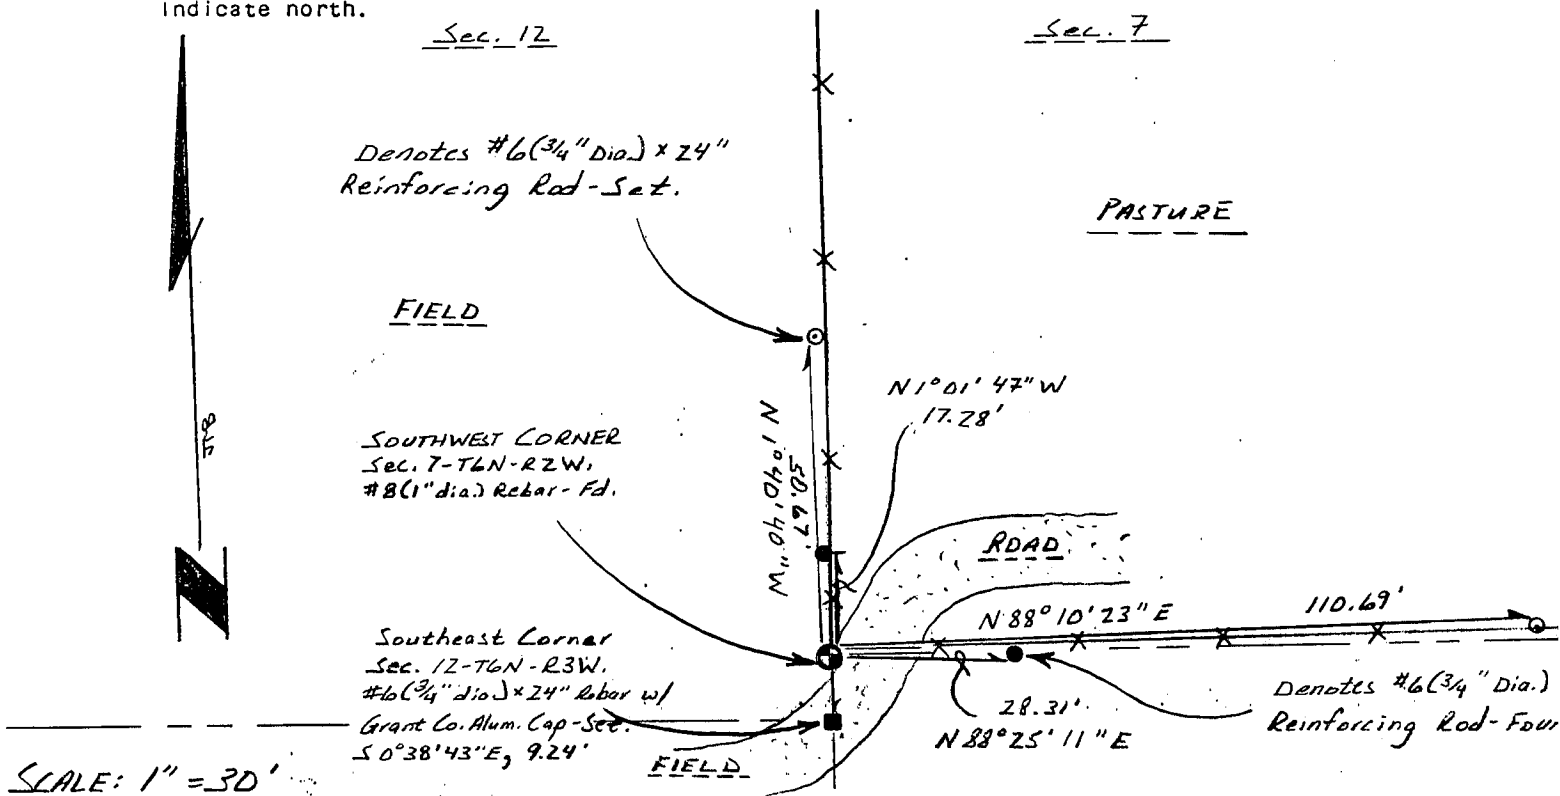 Indicate north.
Sec. 12
Sec. 7
Denotes #6(3/4" Dia.) x 24"
Reinforcing Rod-Set.
PASTURE
FIELD
N 1° 01' 47" W
17.28'
SOUTHWEST CORNER
Sec. 7-T6N-R2W,
#8(1"dia.) Rebar-Fd.
N 1° 40' 40" W
50.67'
ROAD
N 88° 10' 23" E
110.69'
Southeast Corner
Sec. 12-T6N-R3W.
#6(3/4" dia.) x 24" Rebar w/
Grant Co. Alum. Cap-Set.
S 0°38'43"E, 9.24'
28.31'
N 88° 25' 11" E
Denotes #6(3/4" Dia.)
Reinforcing Rod-Foun
FIELD
SCALE: 1" = 30'